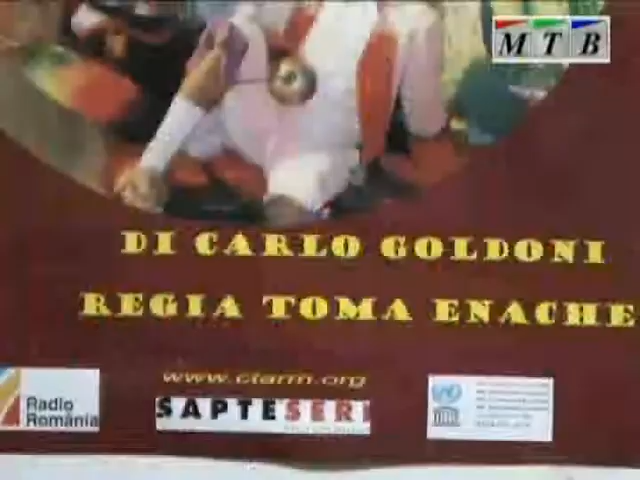 MTB
DI CARLO GOLDONI
REGIA TOMA ENACHE
www.ctarm.org
Radio
România
SAPTESERI